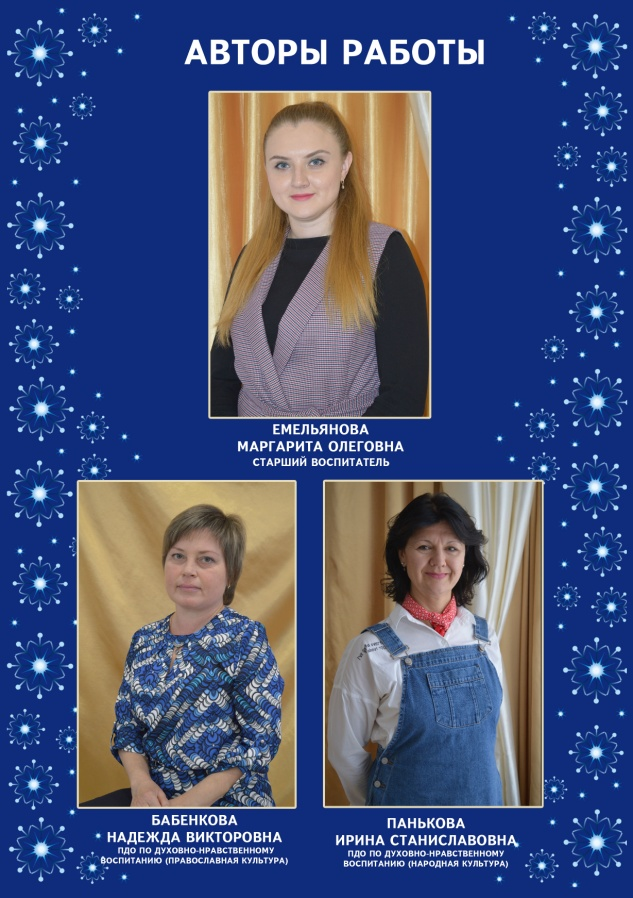 АВТОРЫ РАБОТЫ
ЕМЕЛЬЯНОВА
МАРГАРИТА ОЛЕГОВНА
СТАРШИЙ ВОСПИТАТЕЛЬ
БАБЕНКОВА
НАДЕЖДА ВИКТОРОВНА
ПДО ПО ДУХОВНО-НРАВСТВЕННОМУ
ВОСПИТАНИЮ (ПРАВОСЛАВНАЯ КУЛЬТУРА)
ПАНЬКОВА
ИРИНА СТАНИСЛАВОВНА
ПДО ПО ДУХОВНО-НРАВСТВЕННОМУ
ВОСПИТАНИЮ (НАРОДНАЯ КУЛЬТУРА)